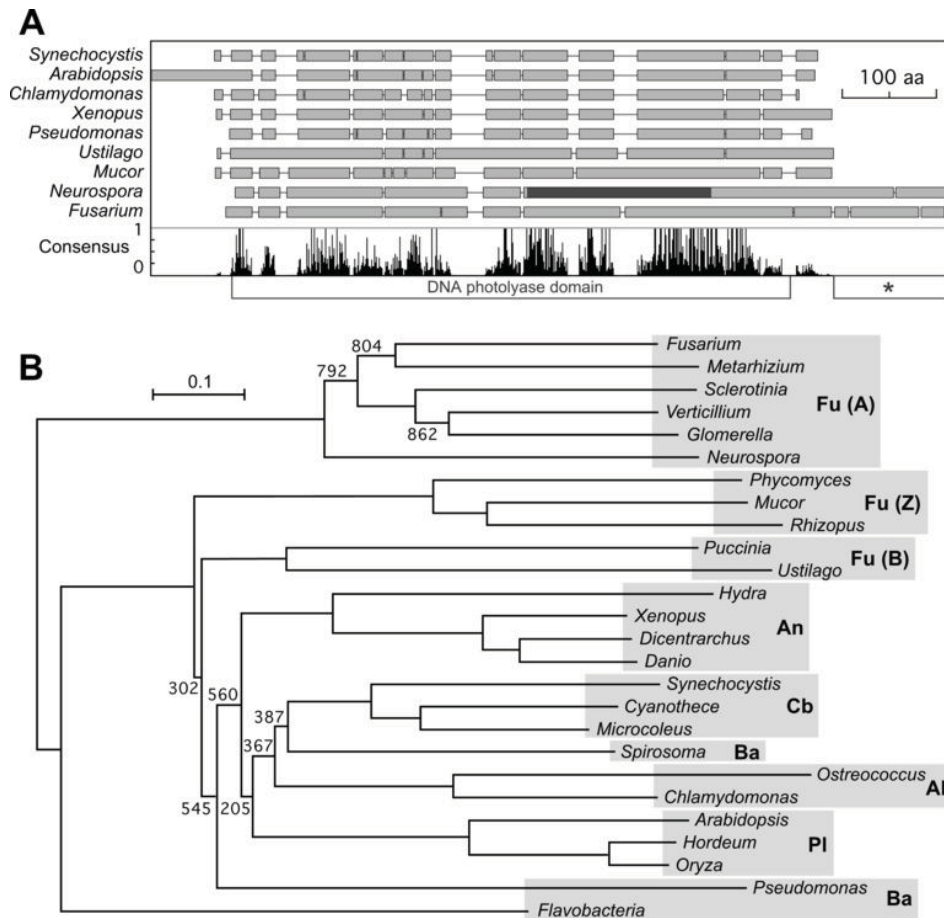 A
Synechocystis
Arabidopsis
100 aa
Chlamydomonas
Xenopus
Pseudomonas
Ustilago
Mucor
Neurospora
Fusarium
1
Consensus
0
DNA photolyase domain
*
B
0.1
804
792
862
Fusarium
Metarhizium
Sclerotinia
Fu (A)
Verticillium
Glomerella
Neurospora
Phycomyces
Mucor
Fu (Z)
Rhizopus
Puccinia
Fu (B)
Ustilago
Hydra
Xenopus
An
Dicentrarchus
Danio
302
560
387
367
545
205
Synechocystis
Cyanothece
Cb
Microcoleus
Spirosoma
Ba
Ostreococcus
Chlamydomonas
Arabidopsis
Hordeum
Pl
Oryza
Pseudomonas
Ba
Flavobacteria